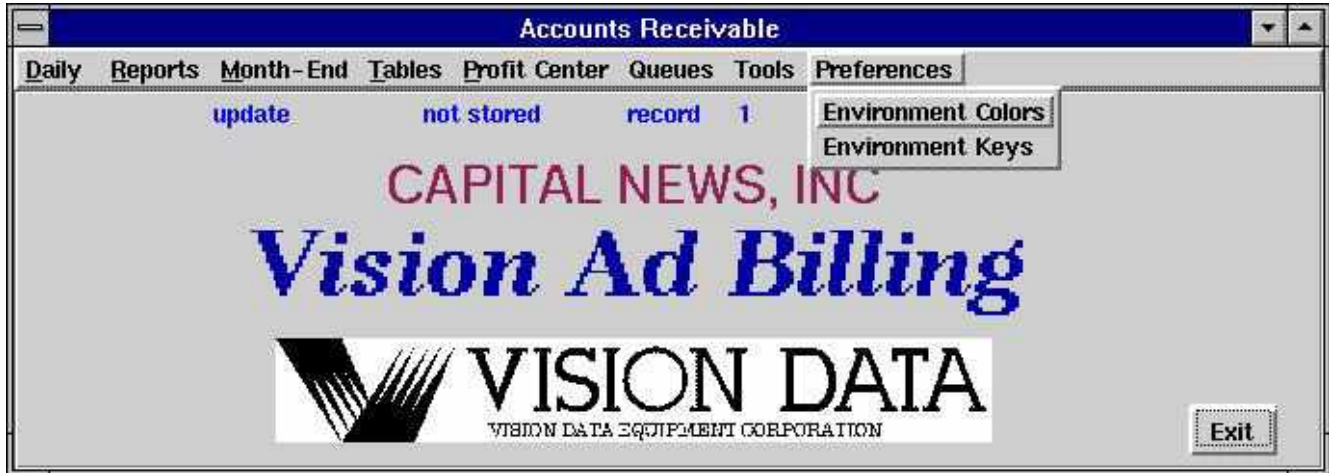 Accounts Receivable
Daily Reports Month-End Tables Profit Center Queues Tools Preferences
update not stored record 1
Environment Colors
Environment Keys
CAPITAL NEWS, INC
Vision Ad Billing
VISION DATA
VISION DATA EQUIPMENT CORPORATION
Exit